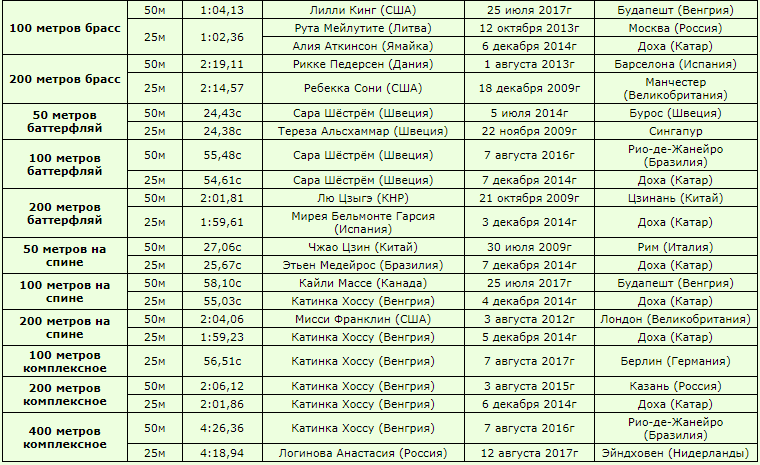 100 метров брасс 50м 1:04,13 Лилли Кинг (США) 25 июля 2017г Будапешт (Венгрия)
25м 1:02,36 Рута Мейлутите (Литва) 12 октября 2013г Москва (Россия)
Алия Аткинсон (Ямайка) 6 декабря 2014г Доха (Катар)
200 метров брасс 50м 2:19,11 Рикке Педерсен (Дания) 1 августа 2013г Барселона (Испания)
25м 2:14,57 Ребекка Сони (США) 18 декабря 2009г Манчестер
(Великобритания)
50 метров
баттерфляй
50м 24,43с Сара Шёстрём (Швеция) 5 июля 2014г Бурос (Швеция)
25м 24,38с Тереза Альсхаммар (Швеция) 22 ноября 2009г Сингапур
100 метров
баттерфляй
50м 55,48с Сара Шёстрём (Швеция) 7 августа 2016г Рио-де-Жанейро
(Бразилия)
25м 54,61с Сара Шёстрём (Швеция) 7 декабря 2014г Доха (Катар)
200 метров
баттерфляй
50м 2:01,81 Лю Цзыгэ (КНР) 21 октября 2009г Цзинань (Китай)
25м 1:59,61 Мирея Бельмонте Гарсия
(Испания) 3 декабря 2014г Доха (Катар)
50 метров на
спине
50м 27,06с Чжао Цзин (Китай) 30 июля 2009г Рим (Италия)
25м 25,67с Этьен Медейрос (Бразилия) 7 декабря 2014г Доха (Катар)
100 метров на
спине
50м 58,10с Кайли Массе (Канада) 25 июля 2017г Будапешт (Венгрия)
25м 55,03с Катинка Хоссу (Венгрия) 4 декабря 2014г Доха (Катар)
200 метров на
спине
50м 2:04,06 Мисси Франклин (США) 3 августа 2012г Лондон (Великобритания)
25м 1:59,23 Катинка Хоссу (Венгрия) 5 декабря 2014г Доха (Катар)
100 метров
комплексное
25м 56,51с Катинка Хоссу (Венгрия) 7 августа 2017г Берлин (Германия)
200 метров
комплексное
50м 2:06,12 Катинка Хоссу (Венгрия) 3 августа 2015г Казань (Россия)
25м 2:01,86 Катинка Хоссу (Венгрия) 6 декабря 2014г Доха (Катар)
400 метров
комплексное
50м 4:26,36 Катинка Хоссу (Венгрия) 7 августа 2016г Рио-де-Жанейро
(Бразилия)
25м 4:18,94 Логинова Анастасия (Россия) 12 августа 2017г Эйндховен (Нидерланды)